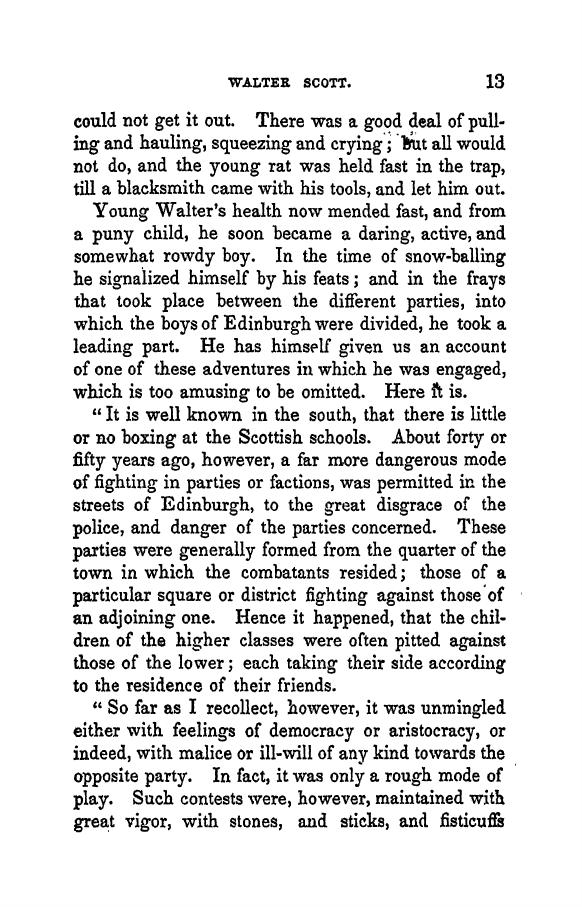 WALTER SCOTT. 13
could not get it out. There was a good deal of pull-
ing and hauling, squeezing and crying; but all would
not do, and the young rat was held fast in the trap,
till a blacksmith came with his tools, and let him out.
Young Walter's health now mended fast, and from
a puny child, he soon became a daring, active, and
somewhat rowdy boy. In the time of snow-balling
he signalized himself by his feats; and in the frays
that took place between the different parties, into
which the boys of Edinburgh were divided, he took a
leading part. He has himself given us an account
of one of these adventures in which he was engaged,
which is too amusing to be omitted. Here it is.
"It is well known in the south, that there is little
or no boxing at the Scottish schools. About forty or
fifty years ago, however, a far more dangerous mode
of fighting in parties or factions, was permitted in the
streets of Edinburgh, to the great disgrace of the
police, and danger of the parties concerned. These
parties were generally formed from the quarter of the
town in which the combatants resided; those of a
particular square or district fighting against those of
an adjoining one. Hence it happened, that the chil-
dren of the higher classes were often pitted against
those of the lower; each taking their side according
to the residence of their friends.
"So far as I recollect, however, it was unmingled
either with feelings of democracy or aristocracy, or
indeed, with malice or ill-will of any kind towards the
opposite party. In fact, it was only a rough mode of
play. Such contests were, however, maintained with
great vigor, with stones, and sticks, and fisticuffs